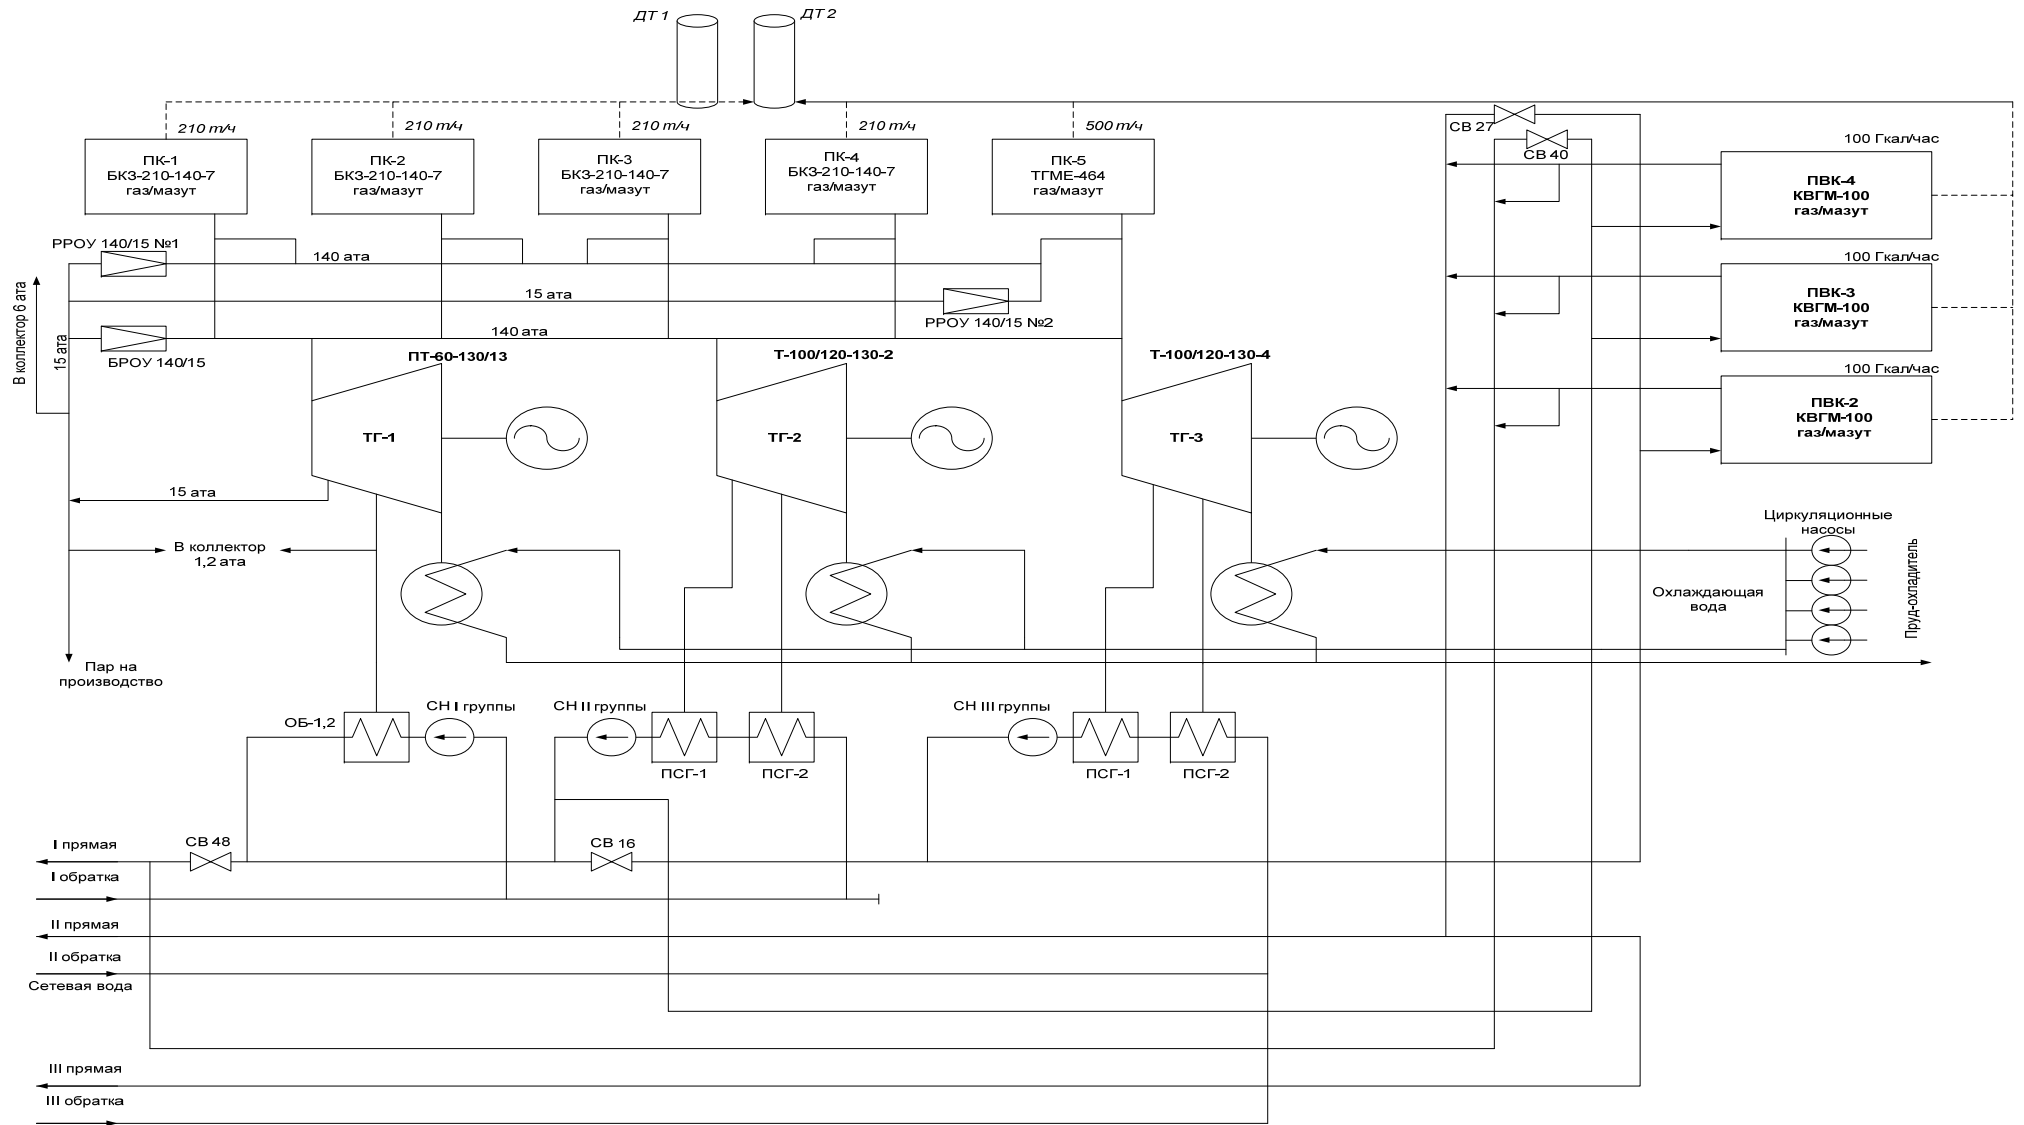 ДТ 1
ДТ 2
210 т/ч
210 т/ч
210 т/ч
210 т/ч
500 т/ч
СВ 27
СВ 40
100 Гкал/час
ПК-1
БКЗ-210-140-7
газ/мазут
ПК-2
БКЗ-210-140-7
газ/мазут
ПК-3
БКЗ-210-140-7
газ/мазут
ПК-4
БКЗ-210-140-7
газ/мазут
ПК-5
ТГМЕ-464
газ/мазут
ПВК-4
КВГМ-100
газ/мазут
РРОУ 140/15 №1
140 ата
100 Гкал/час
15 ата
РРОУ 140/15 №2
ПВК-3
КВГМ-100
газ/мазут
В коллектор 6 ата
15 ата
140 ата
БРОУ 140/15
ПТ-60-130/13
Т-100/120-130-2
Т-100/120-130-4
100 Гкал/час
ПВК-2
КВГМ-100
газ/мазут
ТГ-1
ТГ-2
ТГ-3
15 ата
В коллектор
1,2 ата
Циркуляционные
насосы
Охлаждающая
вода
Пруд-охладитель
Пар на
производство
ОБ-1,2
СН I группы
СН II группы
СН III группы
ПСГ-1
ПСГ-2
ПСГ-1
ПСГ-2
I прямая
СВ 48
СВ 16
I обратка
II прямая
II обратка
Сетевая вода
III прямая
III обратка